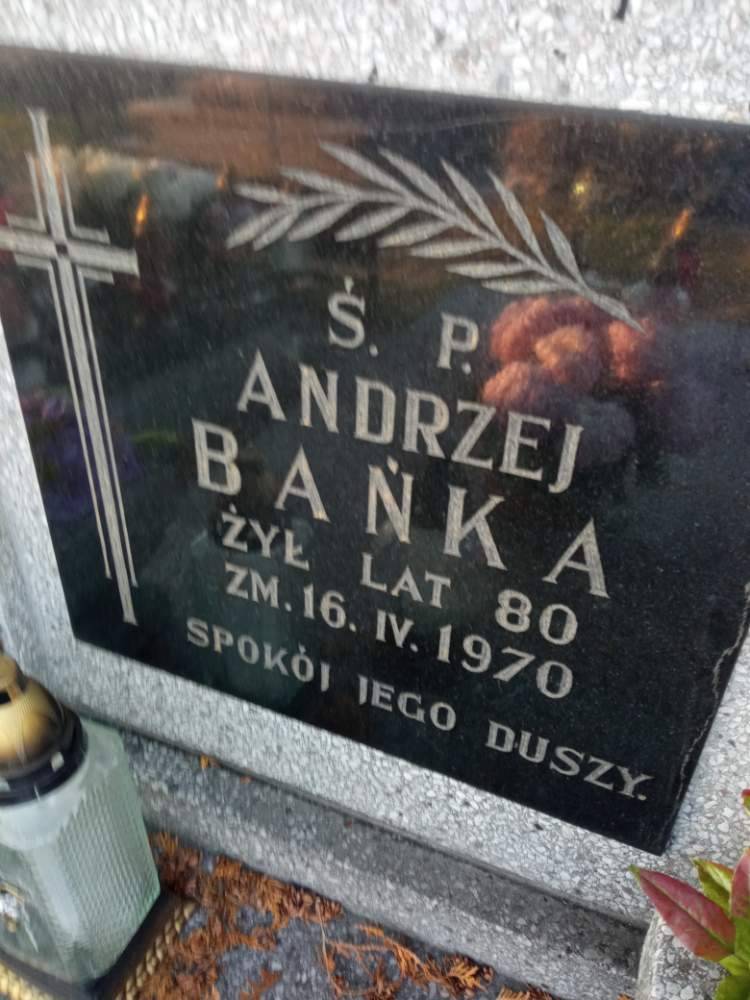 Ś. P.
ANDRZEJ
BAŃKA
ŻYŁ LAT 80
ZM. 16. IV. 1970
SPOKÓJ JEGO DUSZY.